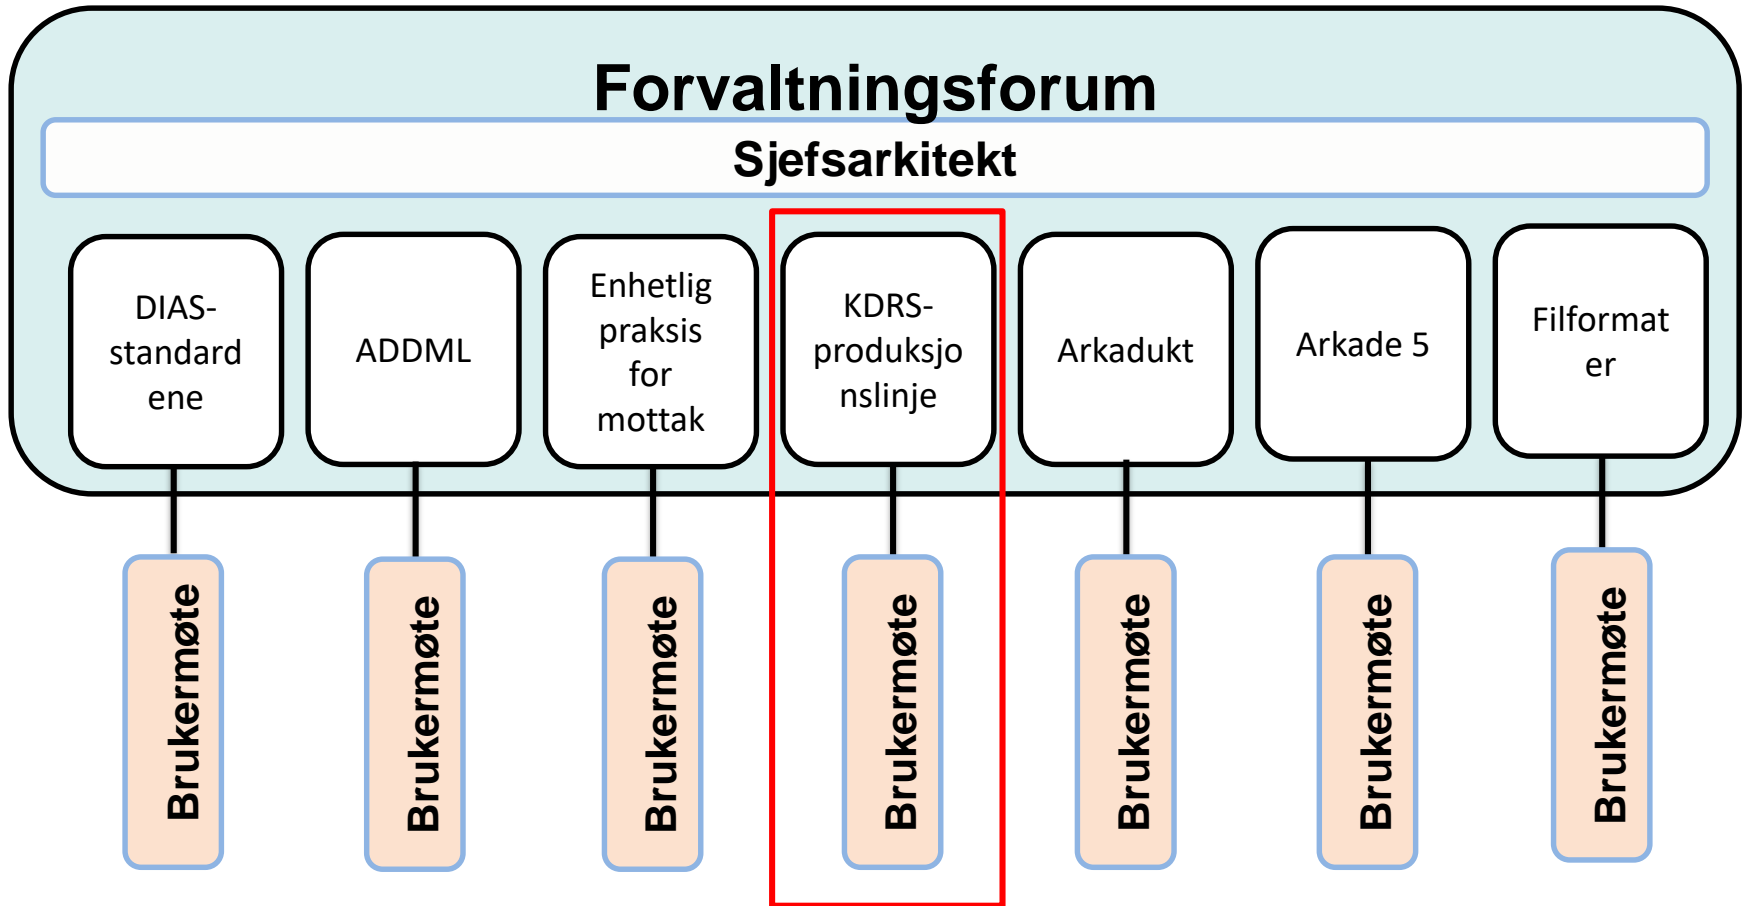 Forvaltningsforum
Sjefsarkitekt
DIAS-
standard
ene
ADDML
Enhetlig
praksis
for
mottak
KDRS-
produksjo
nslinje
Arkadukt
Arkade 5
Filformat
er
Brukermøte
Brukermøte
Brukermøte
Brukermøte
Brukermøte
Brukermøte
Brukermøte